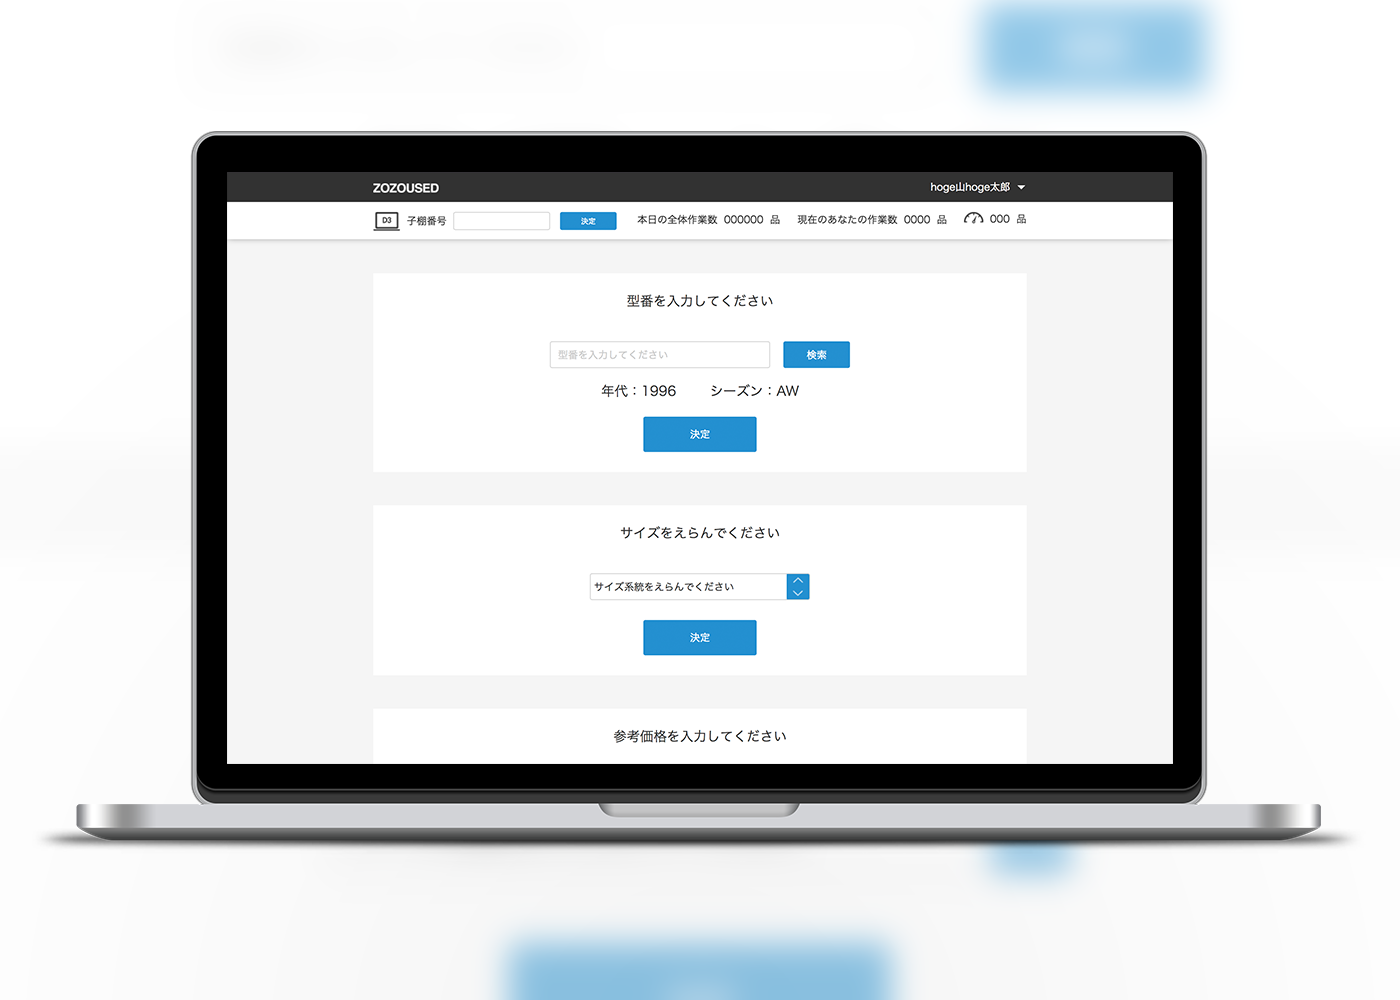 ZOZOUSED hoge山hoge太郎
D3 子棚番号 決定 本日の全体作業数 000000 品 現在のあなたの作業数 0000 品 000 品
型番を入力してください
型番を入力してください 検索
年代：1996 シーズン：AW
決定
サイズをえらんでください
サイズ系統をえらんでください
決定
参考価格を入力してください